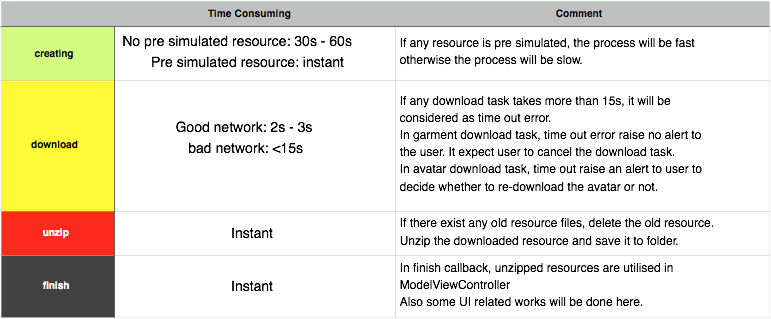 Time Consuming
Comment
creating
No pre simulated resource: 30s - 60s
Pre simulated resource: instant
If any resource is pre simulated, the process will be fast
otherwise the process will be slow.
download
Good network: 2s - 3s
bad network: <15s
If any download task takes more than 15s, it will be
considered as time out error.
In garment download task, time out error raise no alert to
the user. It expect user to cancel the download task.
In avatar download task, time out raise an alert to user to
decide whether to re-download the avatar or not.
unzip
Instant
If there exist any old resource files, delete the old resource.
Unzip the downloaded resource and save it to folder.
finish
Instant
In finish callback, unzipped resources are utilised in
ModelViewController
Also some UI related works will be done here.